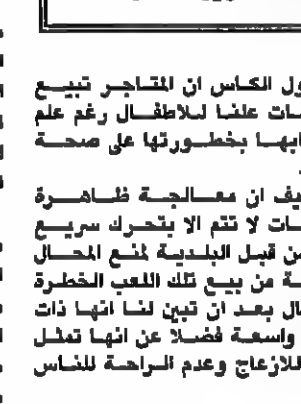 ول الكاس ان المتاجر تبيع
ات علنا للاطفال رغم علم
ابها بخطورتها على صحة
يف ان معالجة ظاهرة
ات لا تتم الا بتحرك سريع
من قبل البلدية لمنع المحال
ة من بيع تلك اللعب الخطرة
ال بعد ان تبين لنا انها ذات
واسعة فضلا عن انها تمثل
للازعاج وعدم الراحة للناس